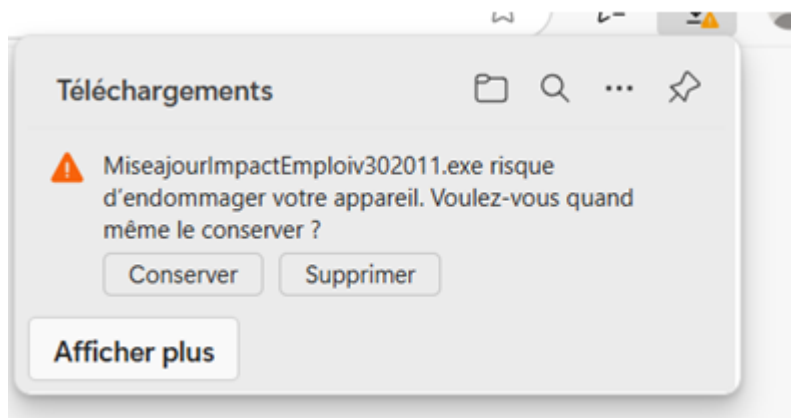 Téléchargements
MiseajourImpactEmploiv302011.exe risque
d'endommager votre appareil. Voulez-vous quand
même le conserver ?
Conserver Supprimer
Afficher plus